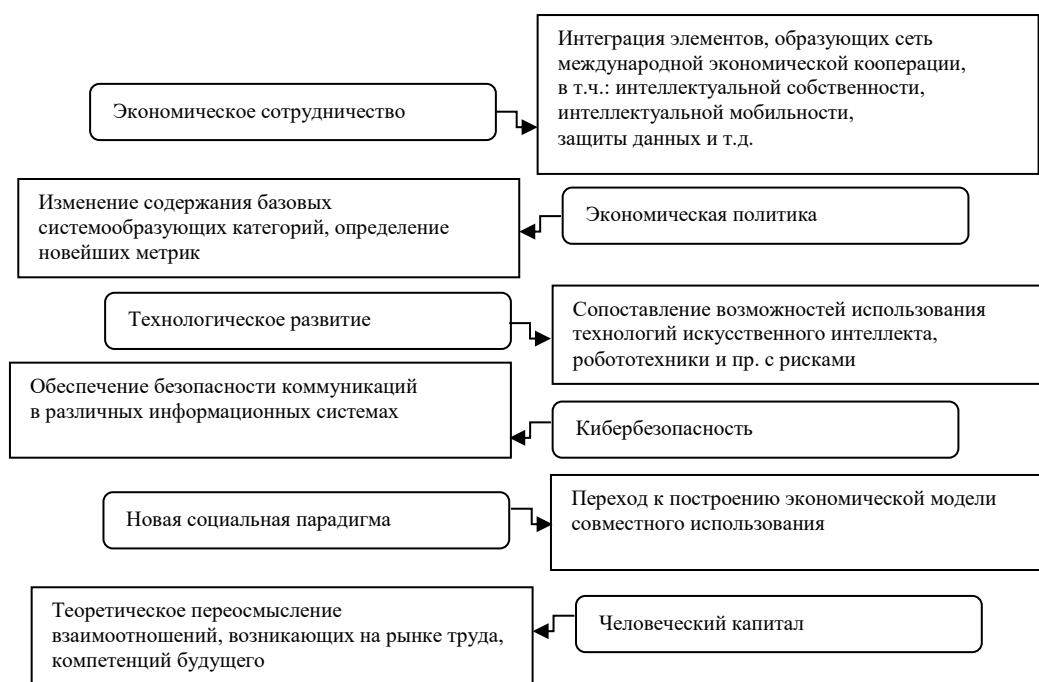 Интеграция элементов, образующих сеть
международной экономической кооперации,
в т.ч.: интеллектуальной собственности,
интеллектуальной мобильности,
защиты данных и т.д.
Экономическое сотрудничество
Изменение содержания базовых
системообразующих категорий, определение
новейших метрик
Экономическая политика
Технологическое развитие
Сопоставление возможностей использования
технологий искусственного интеллекта,
робототехники и пр. с рисками
Обеспечение безопасности коммуникаций
в различных информационных системах
Кибербезопасность
Новая социальная парадигма
Переход к построению экономической модели
совместного использования
Теоретическое переосмысление
взаимоотношений, возникающих на рынке труда,
компетенций будущего
Человеческий капитал